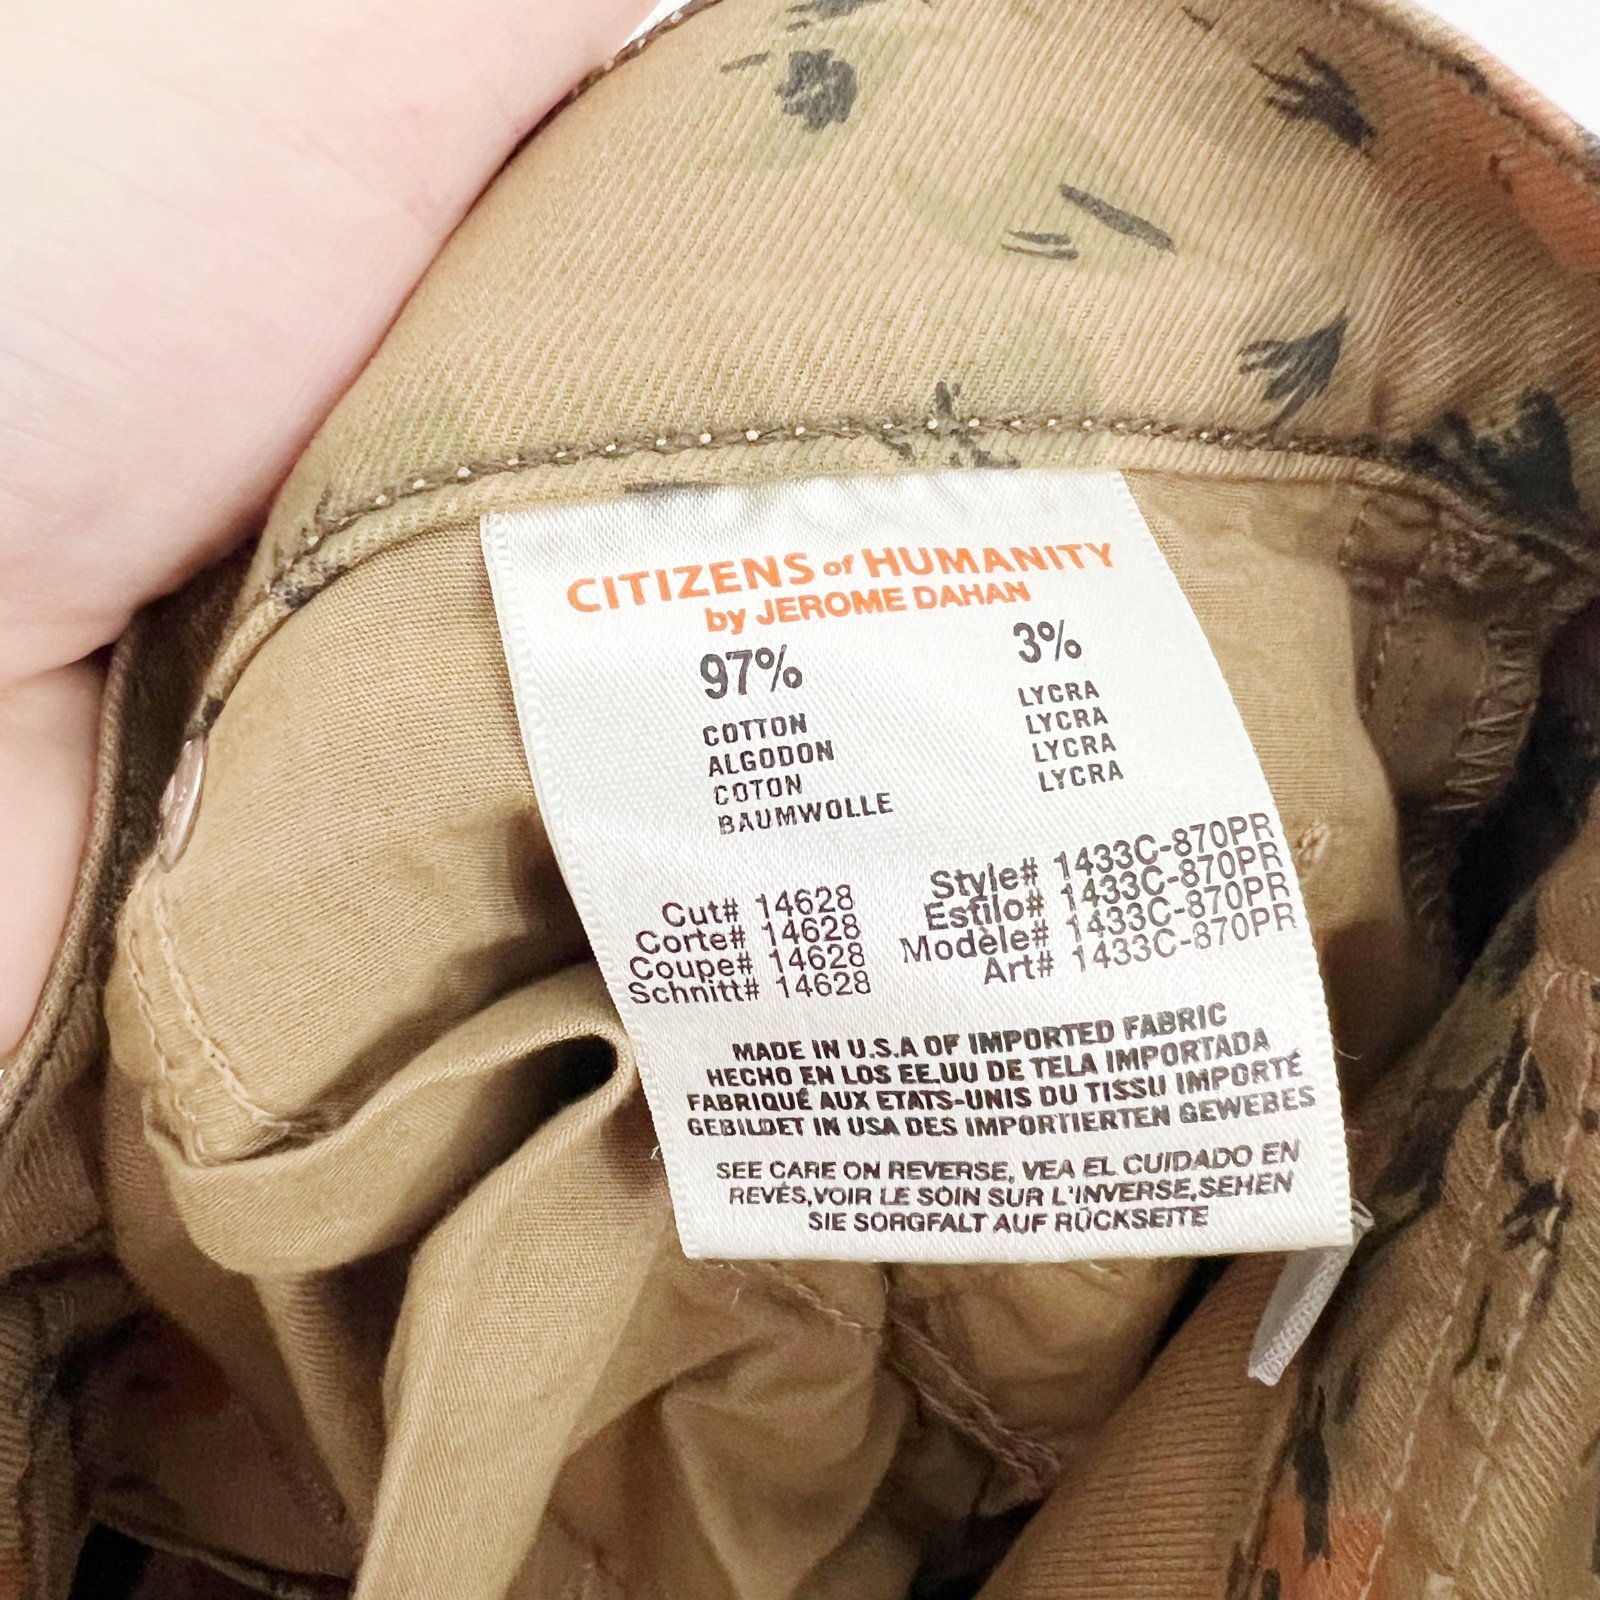 CITIZENS of HUMANITY
by JEROME DAHAN
97%
COTTON
ALGODON
COTON
BAUMWOLLE
3%
LYCRA
LYCRA
LYCRA
LYCRA
Cut# 14628
Corte# 14628
Coupe# 14628
Schnitt# 14628
Style# 1433C-870PR
Estilo# 1433C-870PR
Modèle# 1433C-870PR
Art# 1433C-870PR
MADE IN U.S.A OF IMPORTED FABRIC
HECHO EN LOS EE.UU DE TELA IMPORTADA
FABRIQUÉ AUX ETATS-UNIS DU TISSU IMPORTÉ
GEBILDET IN USA DES IMPORTIERTEN GEWEBES
SEE CARE ON REVERSE, VEA EL CUIDADO EN
REVÉS,VOIR LE SOIN SUR L'INVERSE,SEHEN
SIE SORGFALT AUF RÜCKSEITE